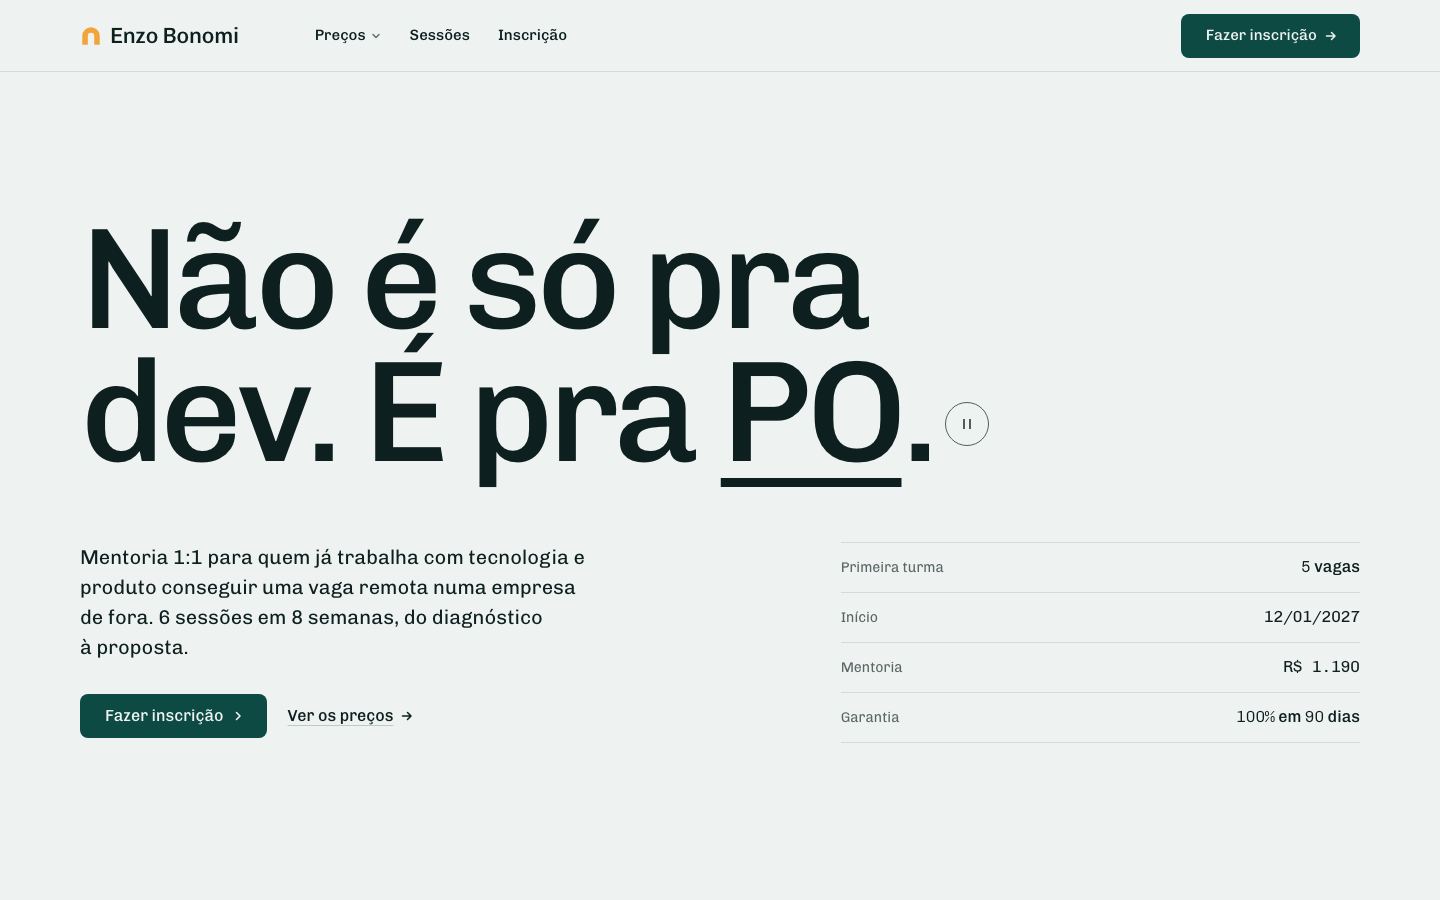 Enzo Bonomi
Preços
Sessões
Inscrição
Fazer inscrição →
Não é só pra
dev. É pra PO.
Mentoria 1:1 para quem já trabalha com tecnologia e
produto conseguir uma vaga remota numa empresa
de fora. 6 sessões em 8 semanas, do diagnóstico
à proposta.
Fazer inscrição
Ver os preços →
Primeira turma 5 vagas
Início 12/01/2027
Mentoria R$ 1.190
Garantia 100% em 90 dias